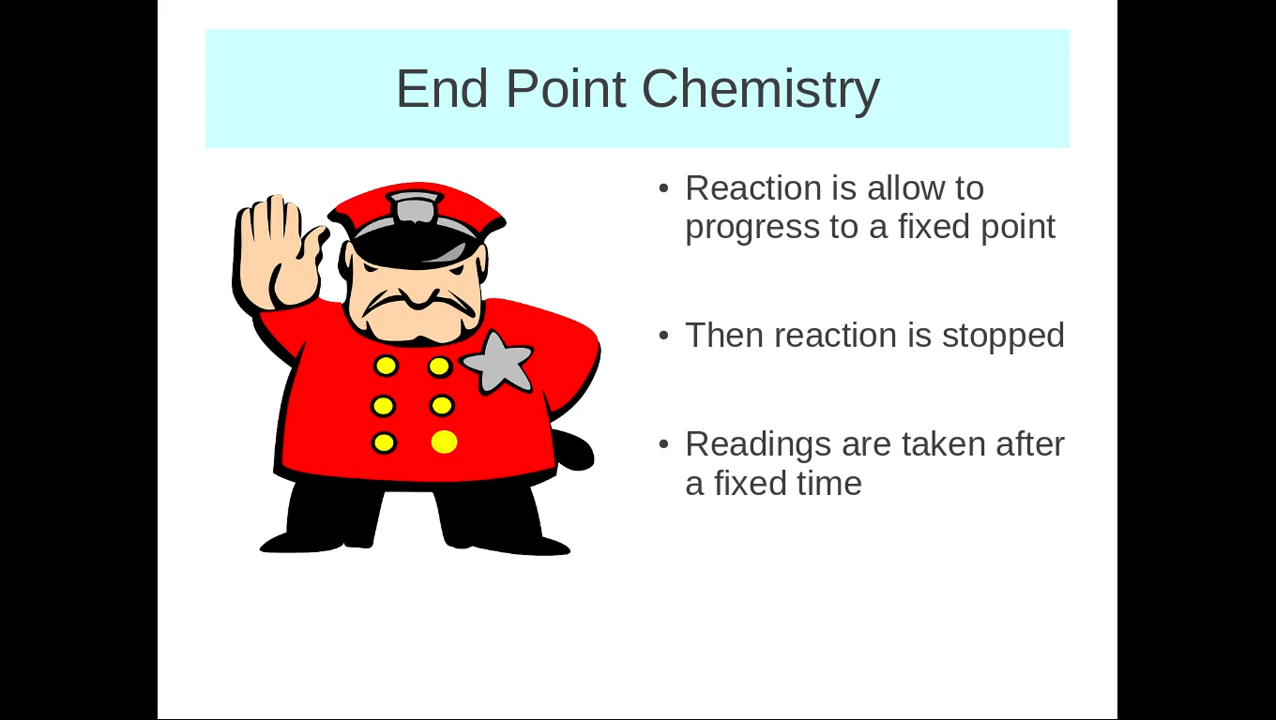 End Point Chemistry
• Reaction is allow to
progress to a fixed point
• Then reaction is stopped
• Readings are taken after
a fixed time